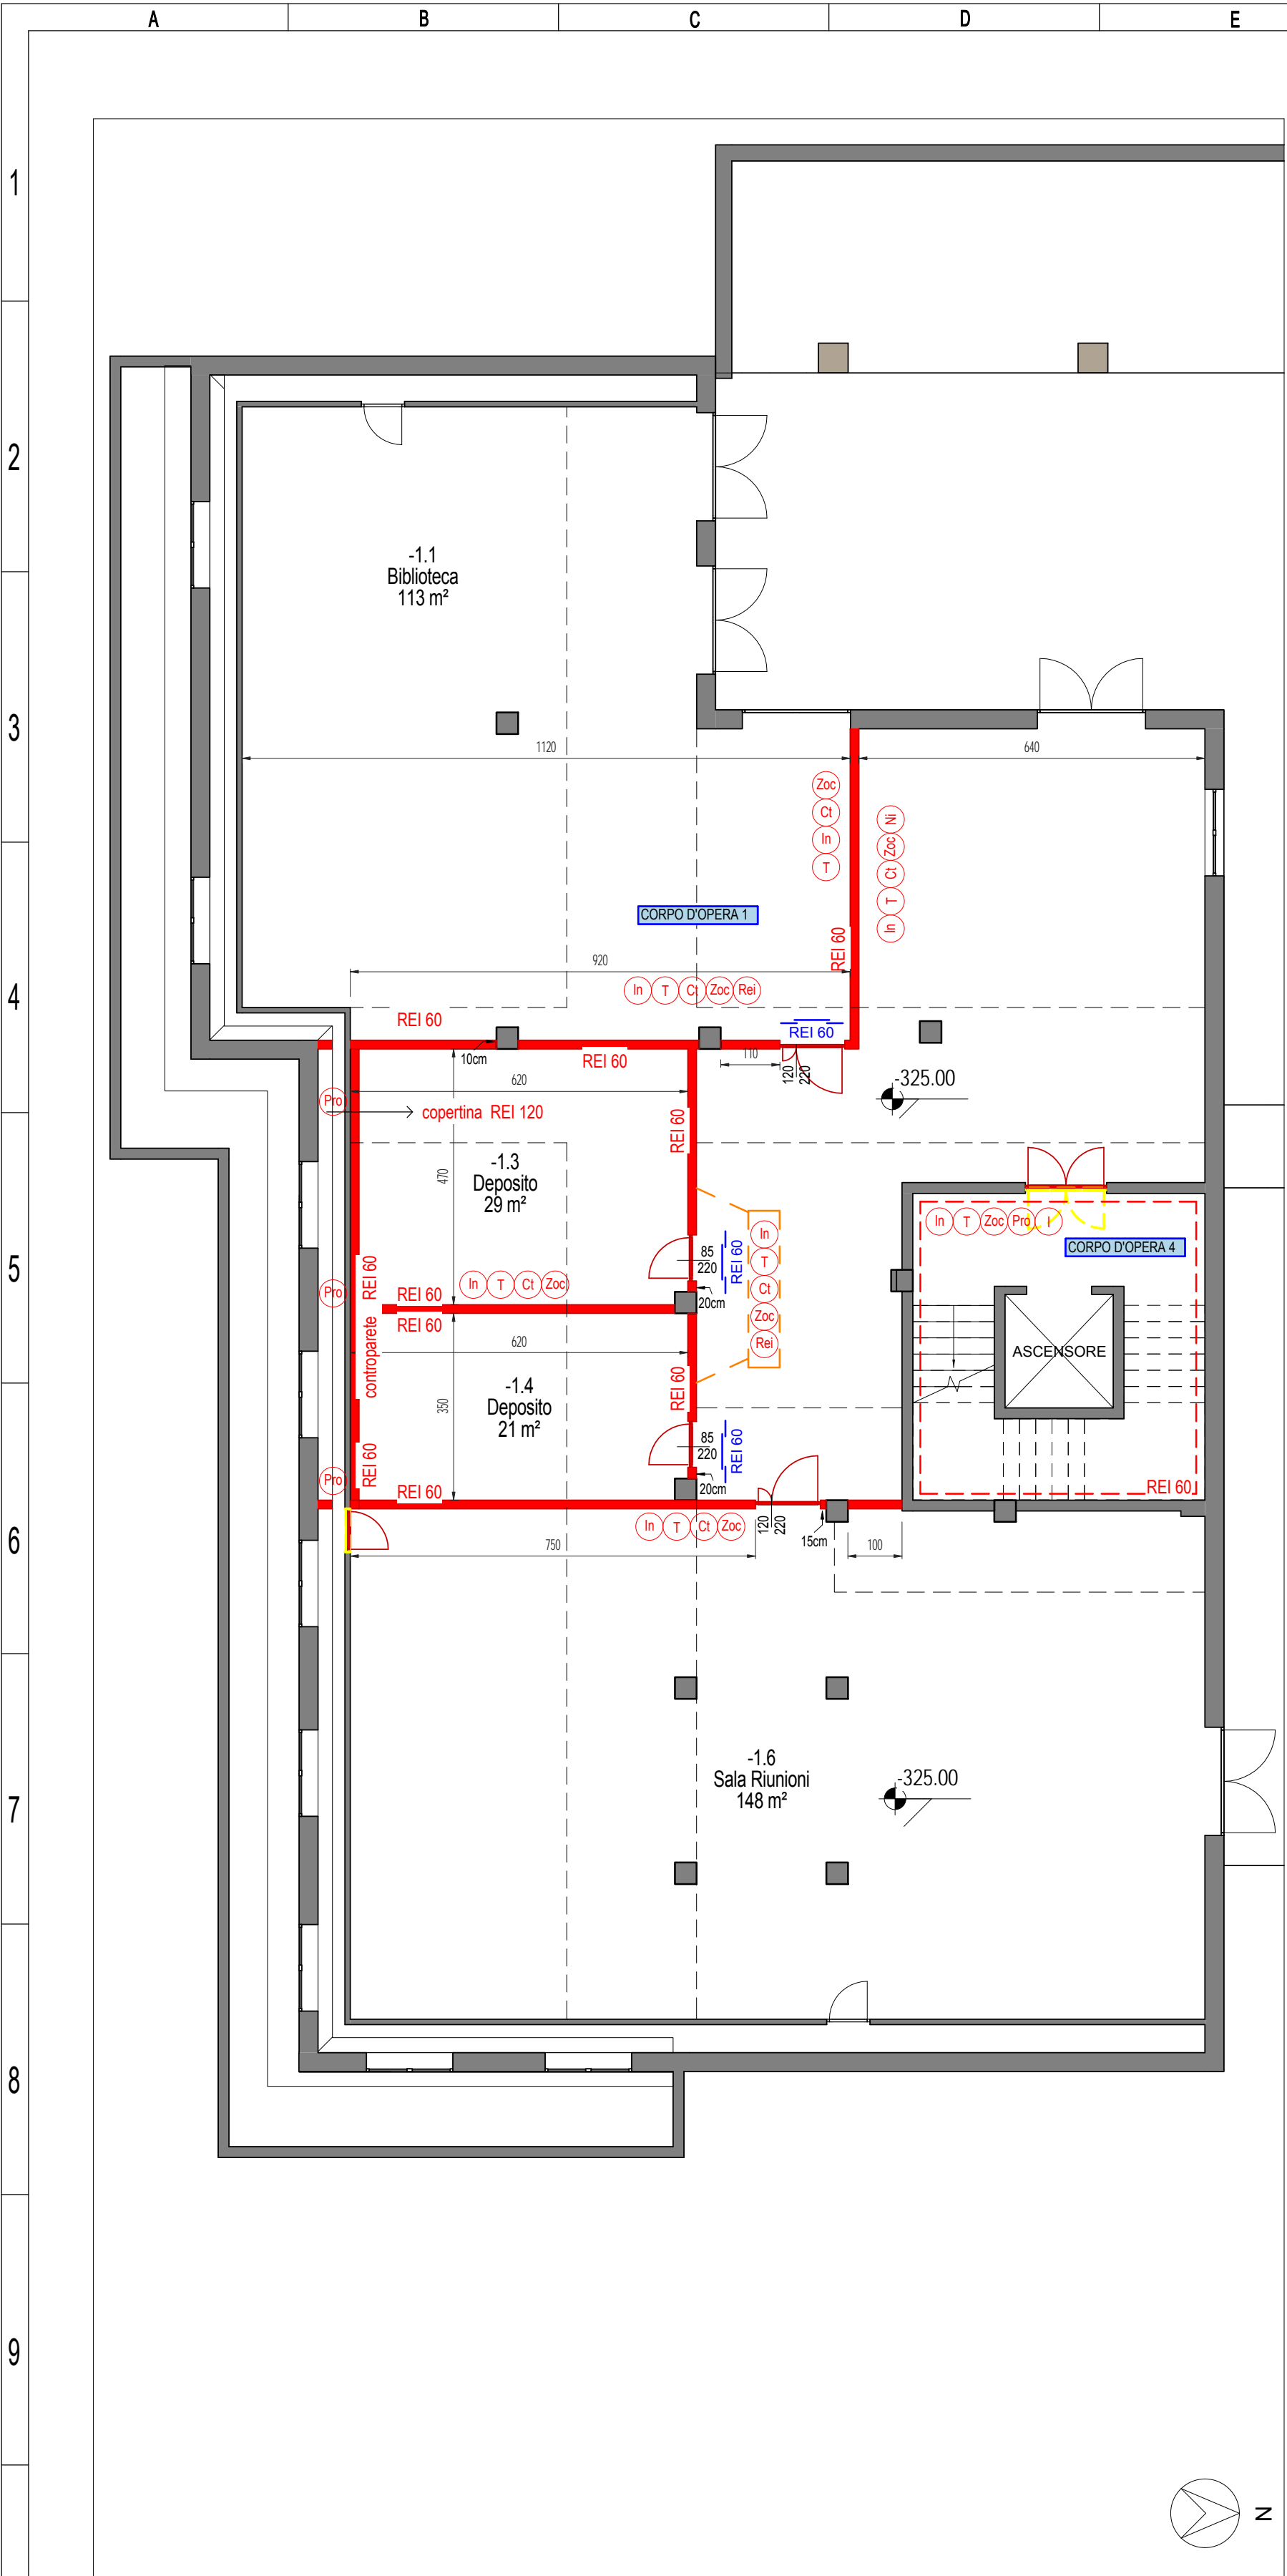 A B C D E
1
2
-1.1
Biblioteca
113 m²
3
1120
640
Zoc
Ct
In
T
Ni
Zoc
Ct
T
In
CORPO D'OPERA 1
REI 60
4
920
In T Ct Zoc Rei
REI 60
REI 60
10cm
REI 60
110
120
220
620
-325.00
Pro
copertina REI 120
REI 60
470
-1.3
Deposito
29 m²
In T Zoc Pro I
CORPO D'OPERA 4
5
85
220
REI 60
In
T
Ct
Zoc
Rei
REI 60
Pro
In T Ct Zoc
REI 60
20cm
REI 60
620
controparete
ASCENSORE
350
-1.4
Deposito
21 m²
REI 60
85
220
REI 60
REI 60
Pro
20cm
REI 60
REI 60
6
In T Ct Zoc
120
220
15cm
750
100
-1.6
Sala Riunioni
148 m²
-325.00
7
8
9
N